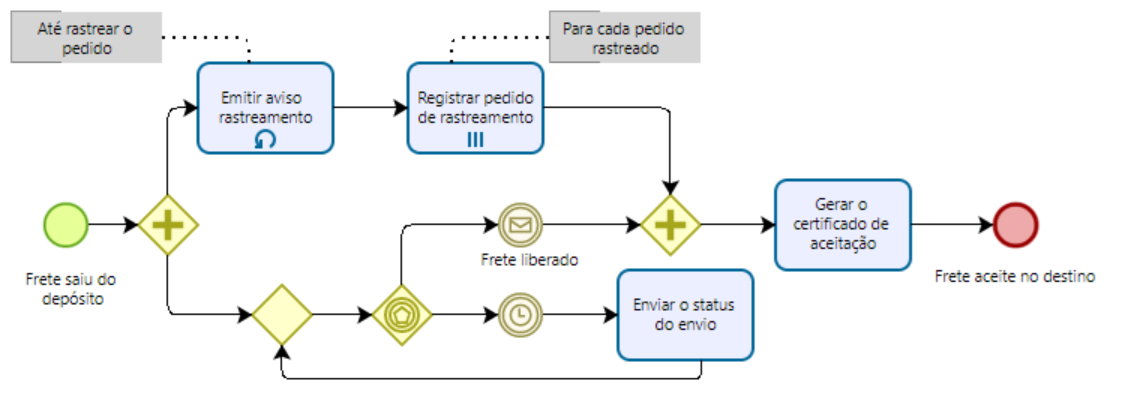 Até rastrear o
pedido
Para cada pedido
rastreado
Emitir aviso
rastreamento
Registrar pedido
de rastreamento
Frete saiu do
depósito
Frete liberado
Enviar o status
do envio
Gerar o
certificado de
aceitação
Frete aceite no destino